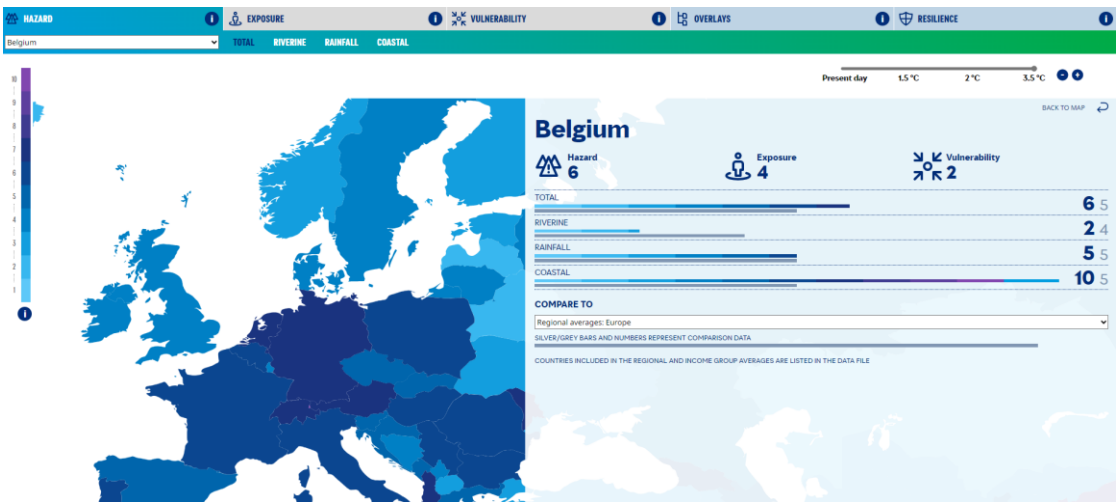 HAZARD
EXPOSURE
VULNERABILITY
OVERLAYS
RESILIENCE
Belgium
TOTAL RIVERINE RAINFALL COASTAL
Present day 1.5 °C 2 °C 3.5 °C
BACK TO MAP
10
9
8
7
6
5
4
3
2
1
Belgium
Hazard
6
Exposure
4
Vulnerability
2
TOTAL
6 5
RIVERINE
2 4
RAINFALL
5 5
COASTAL
10 5
COMPARE TO
Regional averages: Europe
SILVER/GREY BARS AND NUMBERS REPRESENT COMPARISON DATA
COUNTRIES INCLUDED IN THE REGIONAL AND INCOME GROUP AVERAGES ARE LISTED IN THE DATA FILE